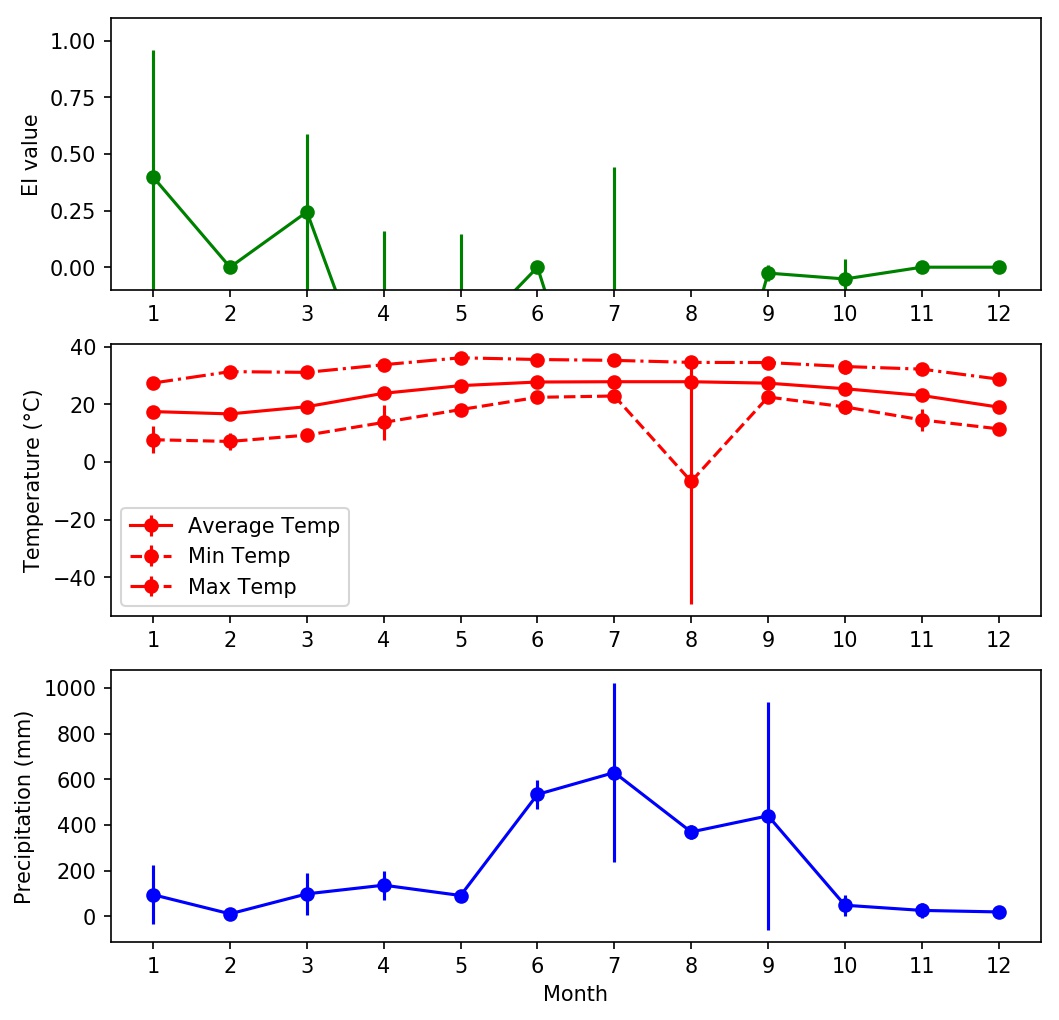 1.00
0.75
0.50
0.25
0.00
EI value
1 2 3 4 5 6 7 8 9 10 11 12
40
20
0
−20
−40
Temperature (°C)
Average Temp
Min Temp
Max Temp
1 2 3 4 5 6 7 8 9 10 11 12
1000
800
600
400
200
0
Precipitation (mm)
1 2 3 4 5 6 7 8 9 10 11 12
Month